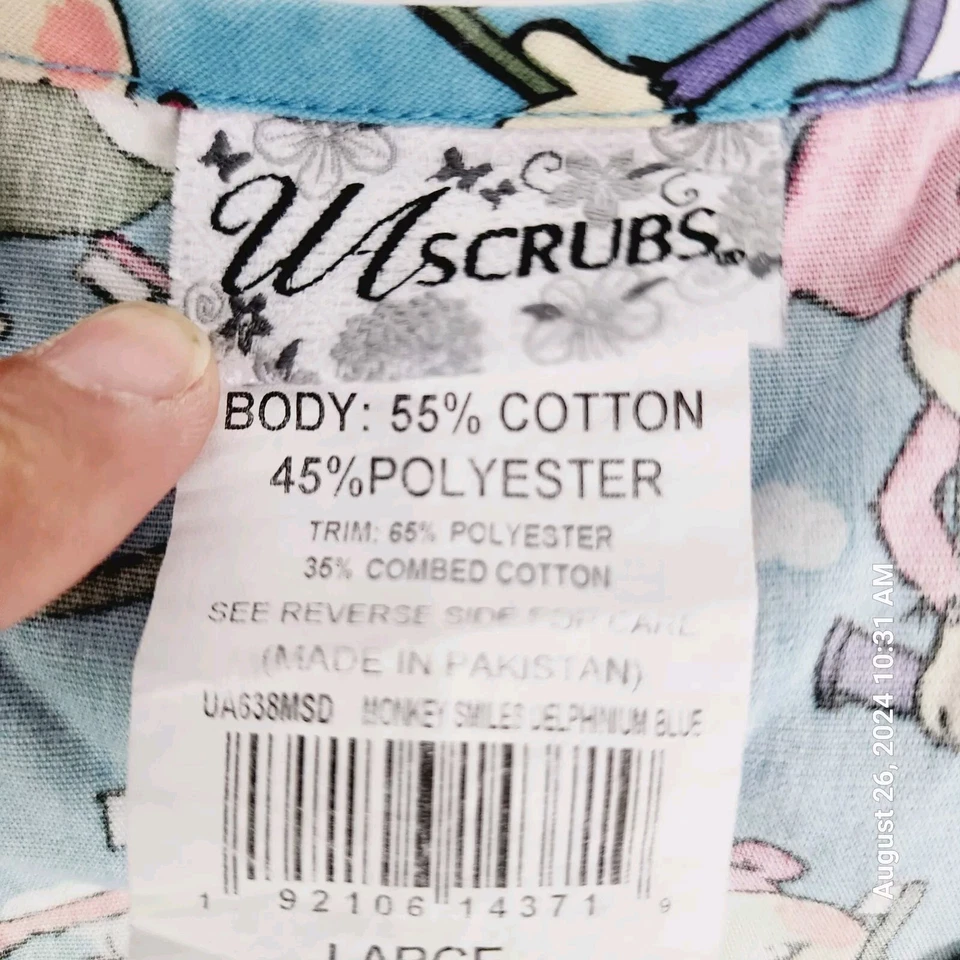 UA SCRUBS
BODY: 55% COTTON
45%POLYESTER
TRIM: 65% POLYESTER
35% COMBED COTTON
SEE REVERSE SIDE FOR CARE
(MADE IN PAKISTAN)
UA638MSD MONKEY SMILES DELPHINIUM BLUE
1 92106 14371 9
LARGE
August 26, 2024 10:31 AM